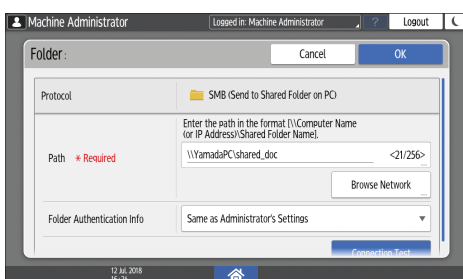 Machine Administrator
Logged in: Machine Administrator
?
Logout
Folder :
Cancel
OK
Protocol
SMB (Send to Shared Folder on PC)
Enter the path in the format [\\Computer Name
(or IP Address)\Shared Folder Name].
Path * Required
\\YamadaPC\shared_doc
<21/256>
Browse Network
Folder Authentication Info
Same as Administrator's Settings
Connection Test
12 Jul. 2018